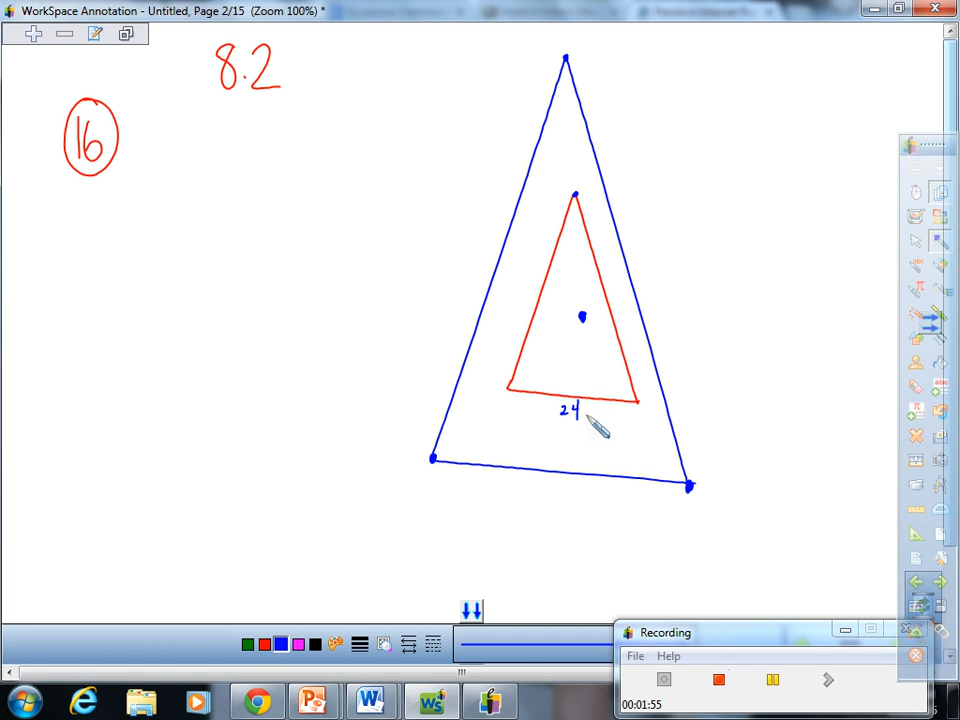 WorkSpace Annotation - Untitled, Page 2/15 (Zoom 100%) *
8.2
16
24
Recording
File Help
00:01:55